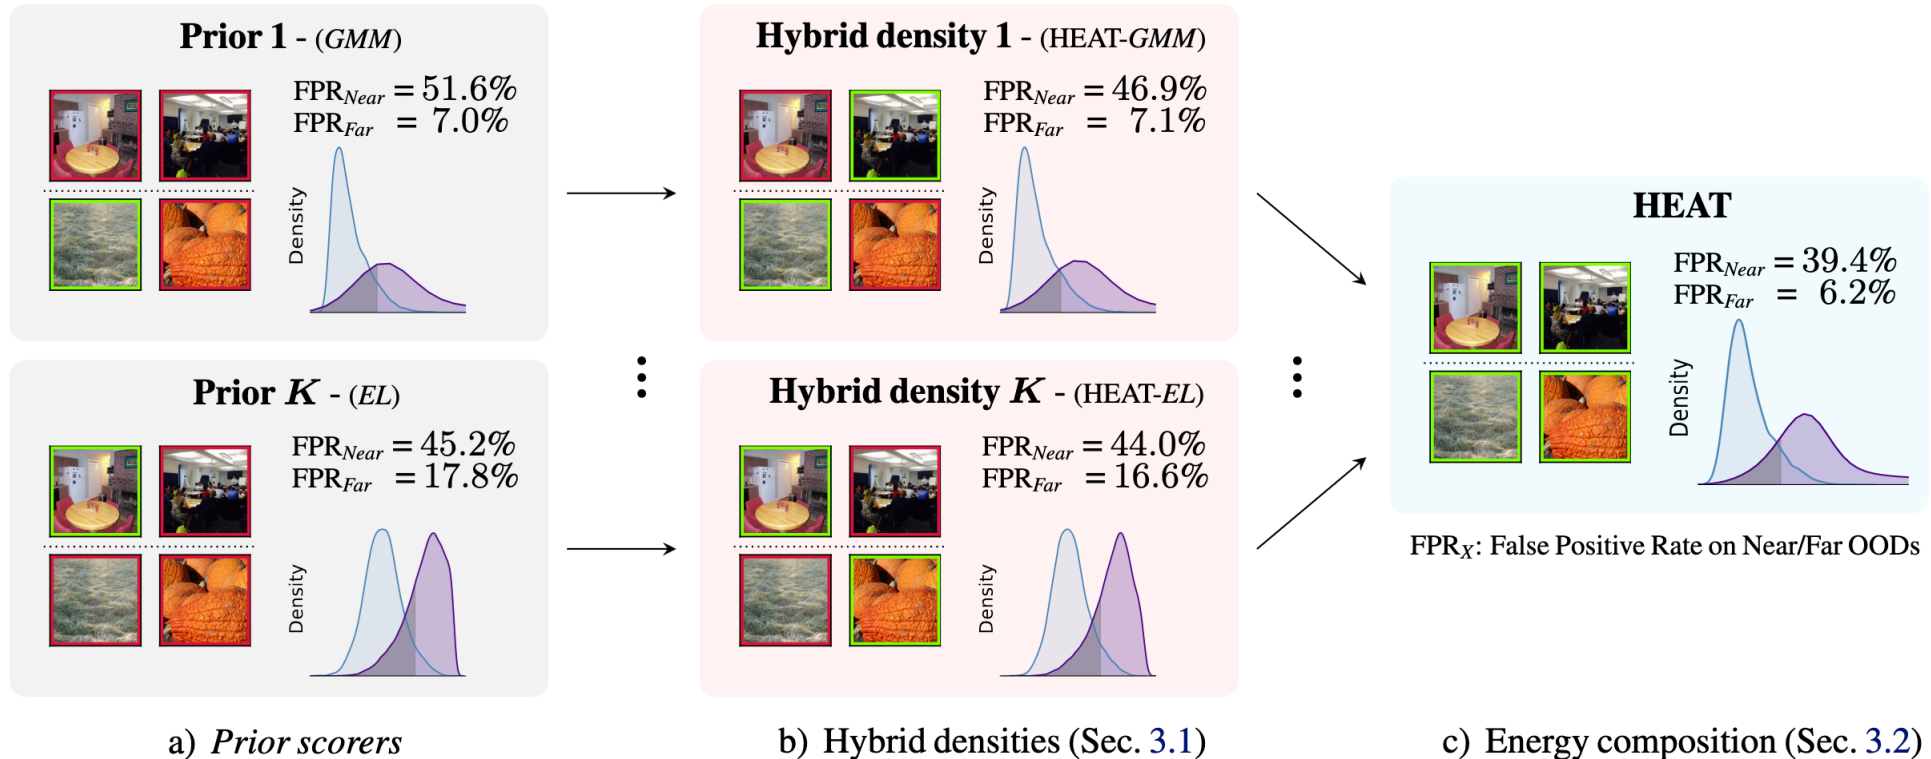 Prior 1 - (GMM)
FPR_Near = 51.6%
FPR_Far = 7.0%
Density
Prior K - (EL)
FPR_Near = 45.2%
FPR_Far = 17.8%
Density
a) Prior scorers
Hybrid density 1 - (HEAT-GMM)
FPR_Near = 46.9%
FPR_Far = 7.1%
Density
Hybrid density K - (HEAT-EL)
FPR_Near = 44.0%
FPR_Far = 16.6%
Density
b) Hybrid densities (Sec. 3.1)
HEAT
FPR_Near = 39.4%
FPR_Far = 6.2%
Density
FPR_X: False Positive Rate on Near/Far OODs
c) Energy composition (Sec. 3.2)